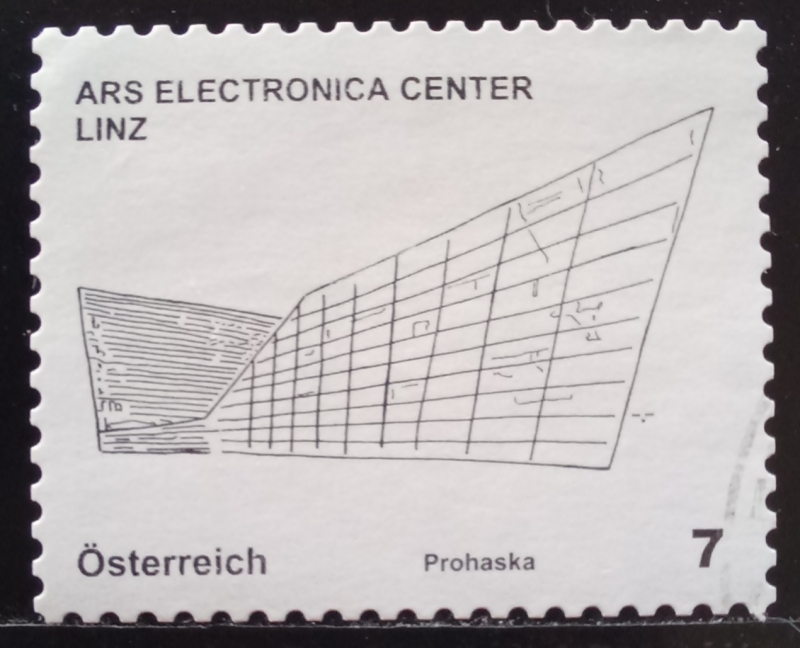 ARS ELECTRONICA CENTER
LINZ
Österreich
Prohaska
7